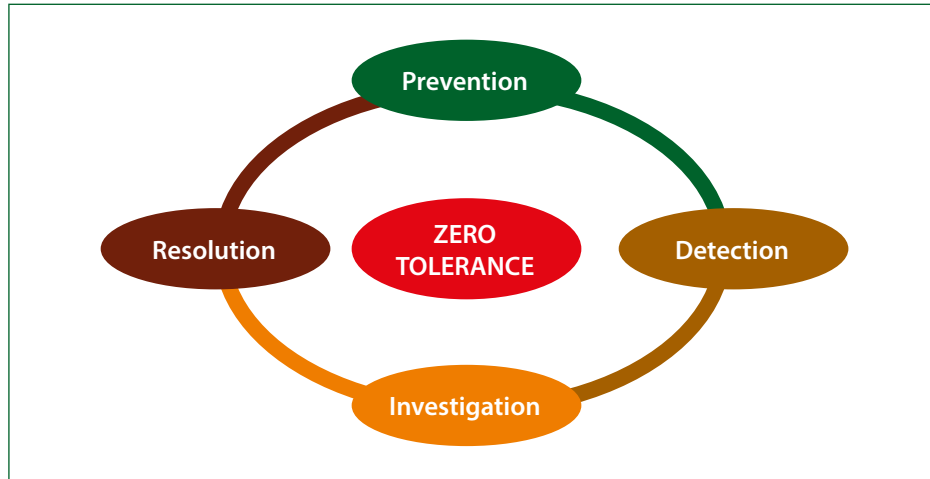 Prevention
Resolution
ZERO
TOLERANCE
Detection
Investigation